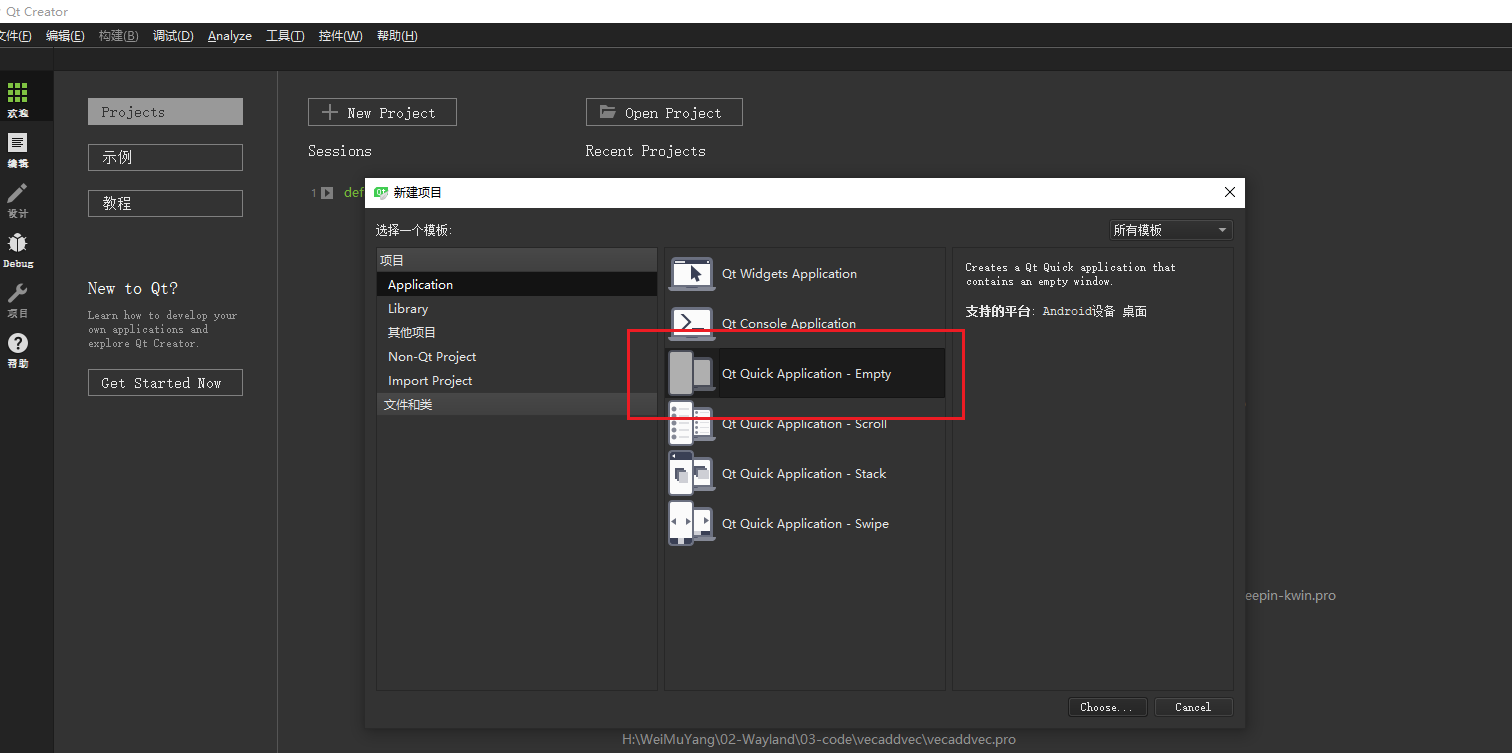 Qt Creator
文件(F) 编辑(E) 构建(B) 调试(D) Analyze 工具(T) 控件(W) 帮助(H)
欢迎
编辑
设计
Debug
项目
帮助
Projects
示例
教程
New to Qt?
Learn how to develop your
own applications and
explore Qt Creator.
Get Started Now
New Project
Open Project
Sessions
Recent Projects
1 def
新建项目
选择一个模板:
所有模板
项目
Application
Library
其他项目
Non-Qt Project
Import Project
文件和类
Qt Widgets Application
Qt Console Application
Qt Quick Application - Empty
Qt Quick Application - Scroll
Qt Quick Application - Stack
Qt Quick Application - Swipe
Creates a Qt Quick application that
contains an empty window.
支持的平台: Android设备 桌面
Choose...
Cancel
eepin-kwin.pro
H:\WeiMuYang\02-Wayland\03-code\vecaddvec\vecaddvec.pro